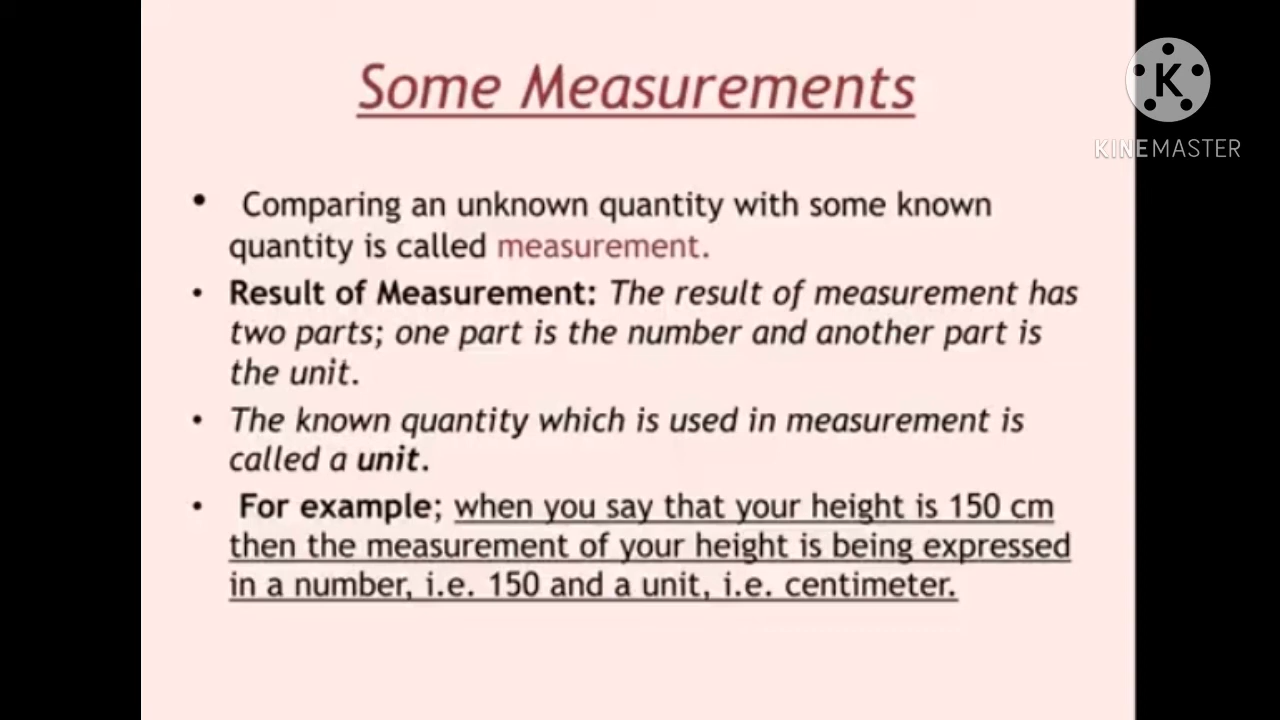 Some Measurements
K
KINEMASTER
• Comparing an unknown quantity with some known
quantity is called measurement.
• Result of Measurement: The result of measurement has
two parts; one part is the number and another part is
the unit.
• The known quantity which is used in measurement is
called a unit.
• For example; when you say that your height is 150 cm
then the measurement of your height is being expressed
in a number, i.e. 150 and a unit, i.e. centimeter.